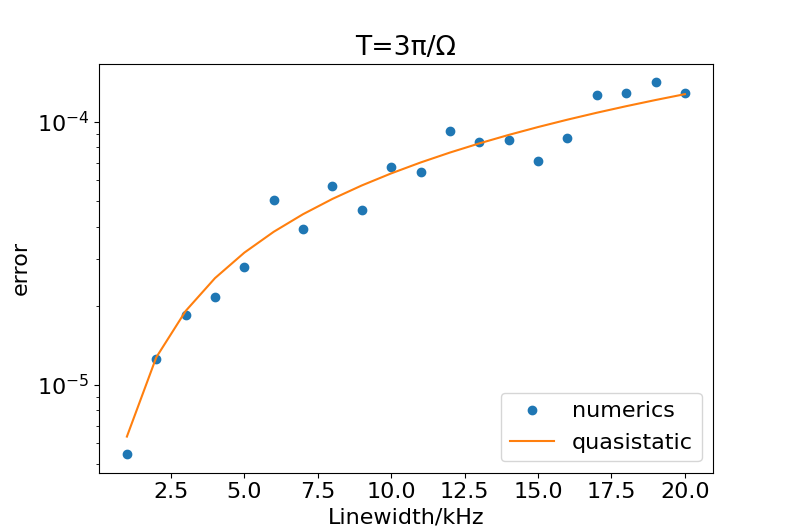 T=3π/Ω
error
10⁻⁴
10⁻⁵
numerics
quasistatic
2.5 5.0 7.5 10.0 12.5 15.0 17.5 20.0
Linewidth/kHz